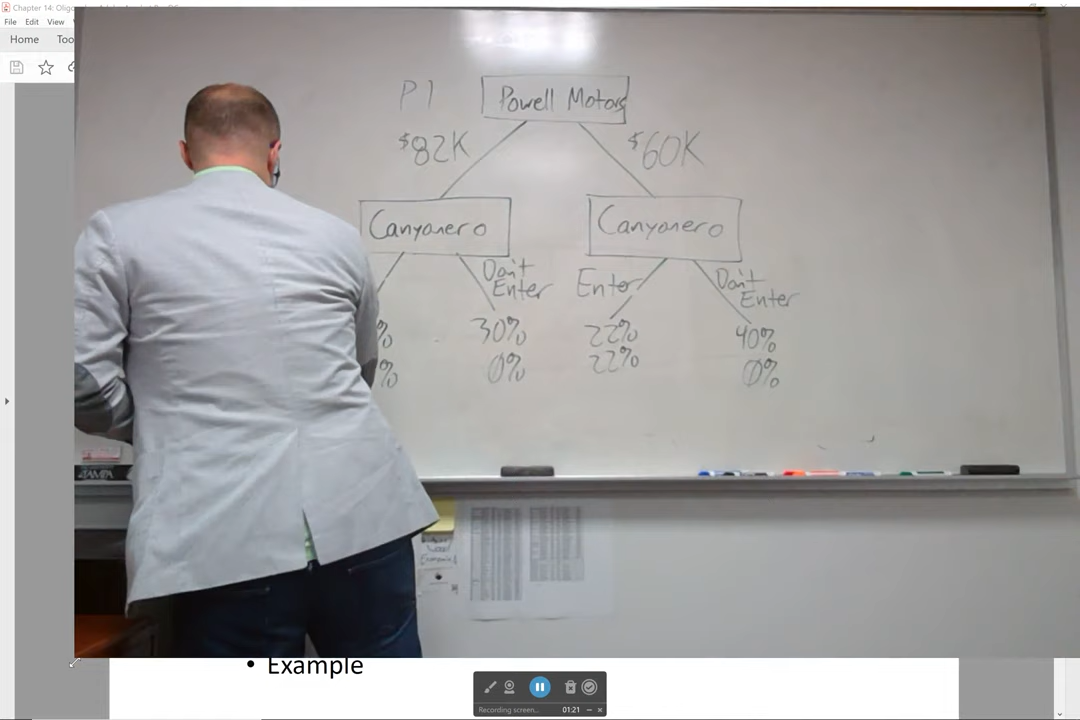 Chapter 14: Oligo
File Edit View
Home Too
P1 Powell Motors
$82K $60K
Canyonero Canyonero
Don't Enter Enter Don't Enter
% 30% 22% 40%
% 0% 22% 0%
TAMPA
• Example
Recording screen... 01:21